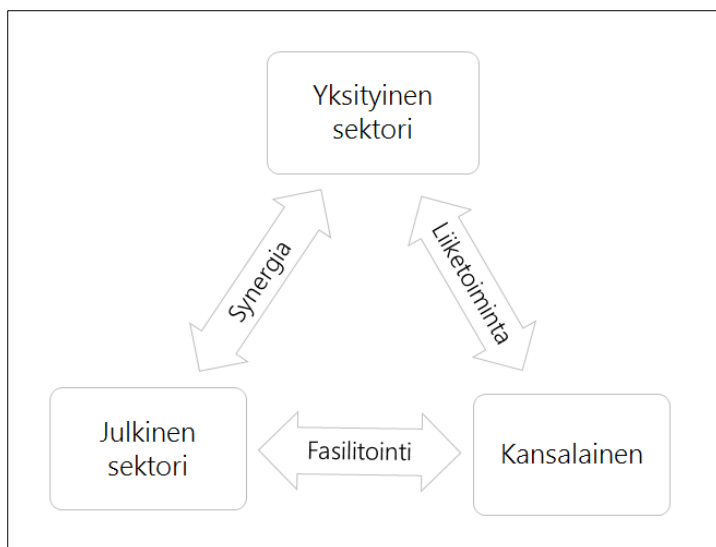 Yksityinen
sektori
Synergia
Liiketoiminta
Julkinen
sektori
Fasilitointi
Kansalainen